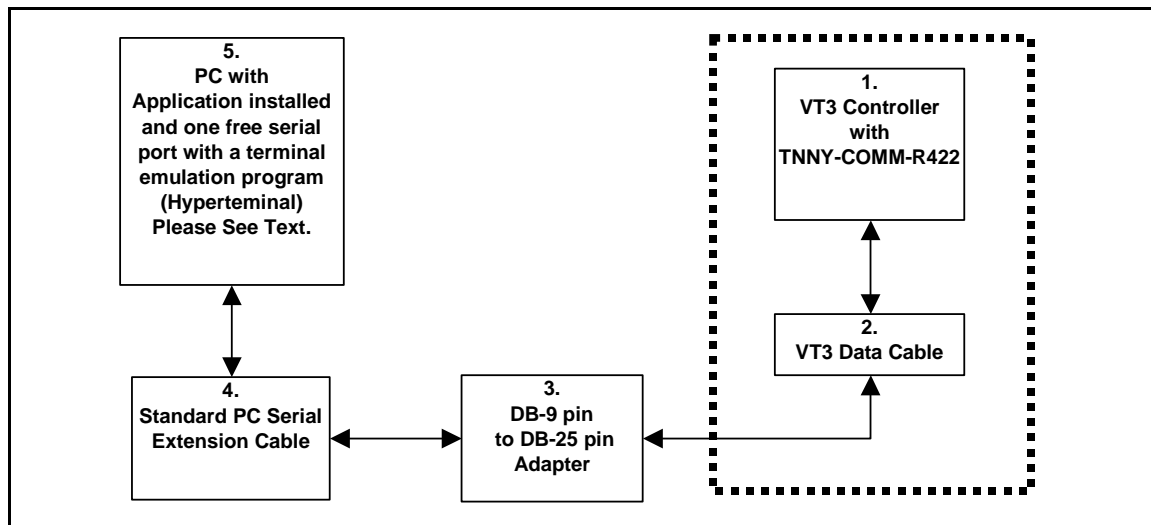 5.
PC with
Application installed
and one free serial
port with a terminal
emulation program
(Hyperteminal)
Please See Text.
1.
VT3 Controller
with
TNNY-COMM-R422
2.
VT3 Data Cable
4.
Standard PC Serial
Extension Cable
3.
DB-9 pin
to DB-25 pin
Adapter